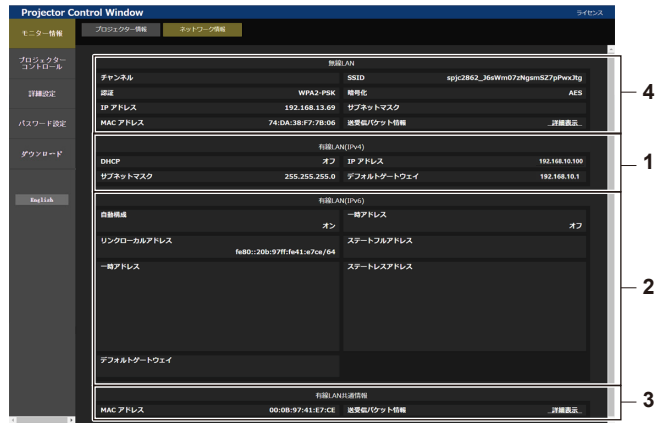 Projector Control Window
ライセンス
モニター情報
プロジェクター情報
ネットワーク情報
プロジェクター
コントロール
詳細設定
パスワード設定
ダウンロード
English
無線LAN
チャンネル
SSID spjc2862_J6sWm07zNgsmSZ7pPwxJtg
認証 WPA2-PSK 暗号化 AES
IP アドレス 192.168.13.69 サブネットマスク
MAC アドレス 74:DA:38:F7:7B:06 送受信パケット情報 _詳細表示_
4
有線LAN(IPv4)
DHCP オフ IP アドレス 192.168.10.100
サブネットマスク 255.255.255.0 デフォルトゲートウェイ 192.168.10.1
1
有線LAN(IPv6)
自動構成 オン 一時アドレス オフ
リンクローカルアドレス fe80::20b:97ff:fe41:e7ce/64 ステートフルアドレス
一時アドレス ステートレスアドレス
デフォルトゲートウェイ
2
有線LAN共通情報
MAC アドレス 00:0B:97:41:E7:CE 送受信パケット情報 _詳細表示_
3